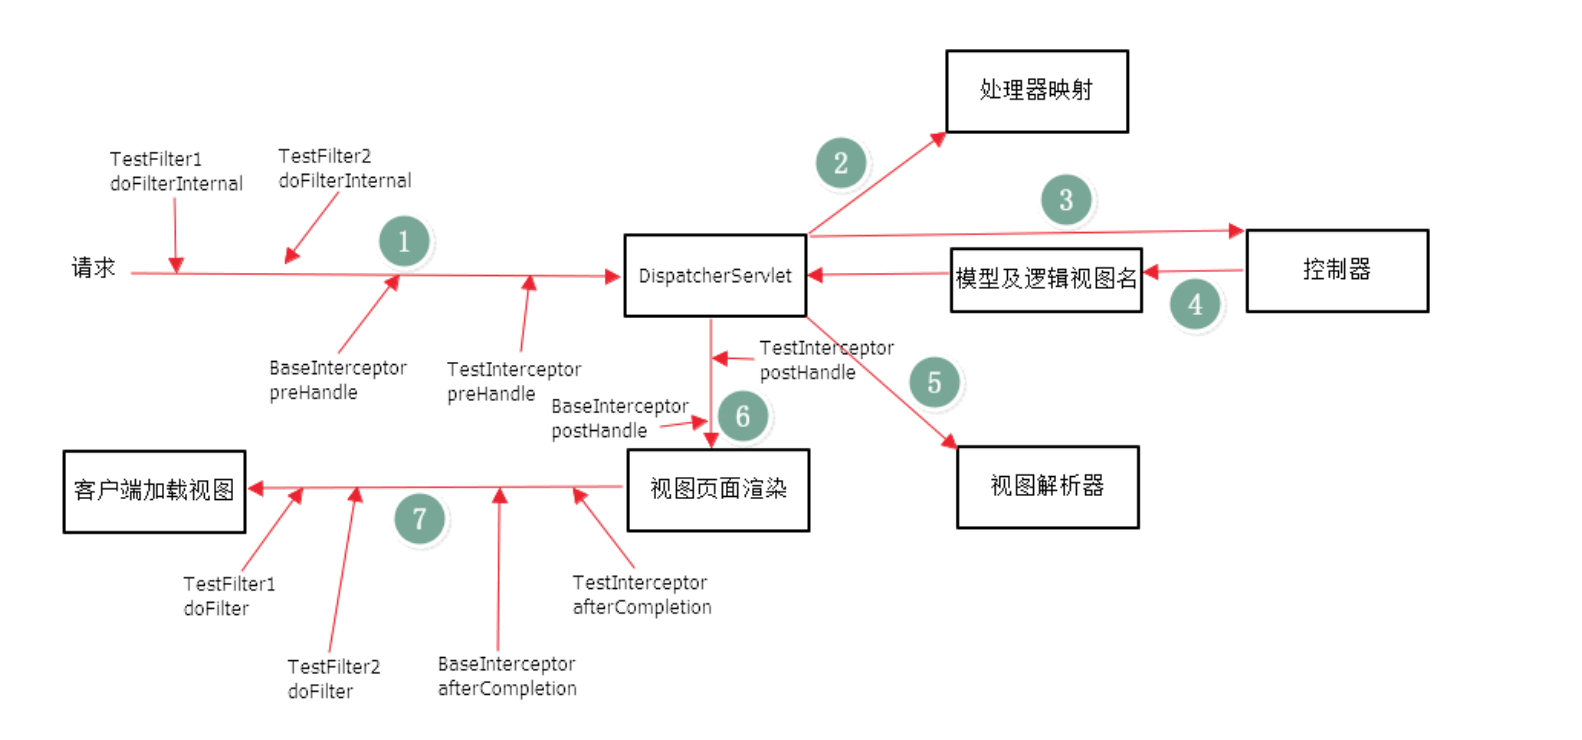 处理器映射
TestFilter1
doFilterInternal
TestFilter2
doFilterInternal
2
3
1
请求
DispatcherServlet
模型及逻辑视图名
控制器
4
BaseInterceptor
preHandle
TestInterceptor
preHandle
TestInterceptor
postHandle
5
BaseInterceptor
postHandle
6
客户端加载视图
视图页面渲染
视图解析器
7
TestFilter1
doFilter
TestInterceptor
afterCompletion
TestFilter2
doFilter
BaseInterceptor
afterCompletion